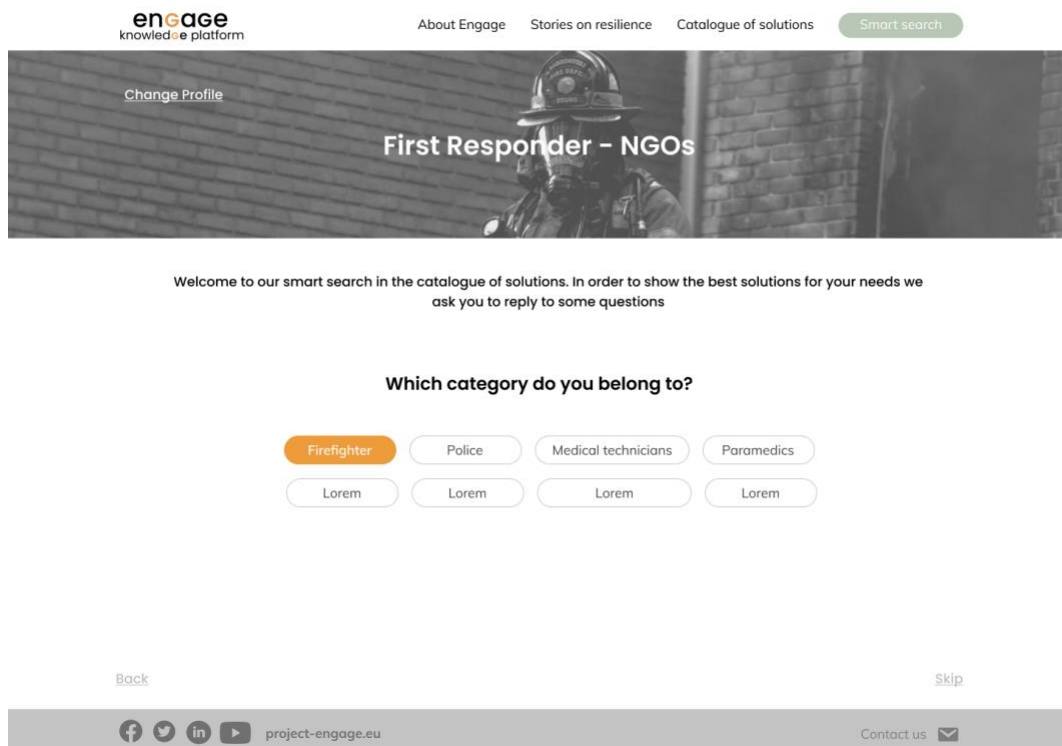 engage
knowledge platform
About Engage
Stories on resilience
Catalogue of solutions
Smart search
Change Profile
First Responder - NGOs
Welcome to our smart search in the catalogue of solutions. In order to show the best solutions for your needs we
ask you to reply to some questions
Which category do you belong to?
Firefighter
Police
Medical technicians
Paramedics
Lorem
Lorem
Lorem
Lorem
Back
Skip
project-engage.eu
Contact us